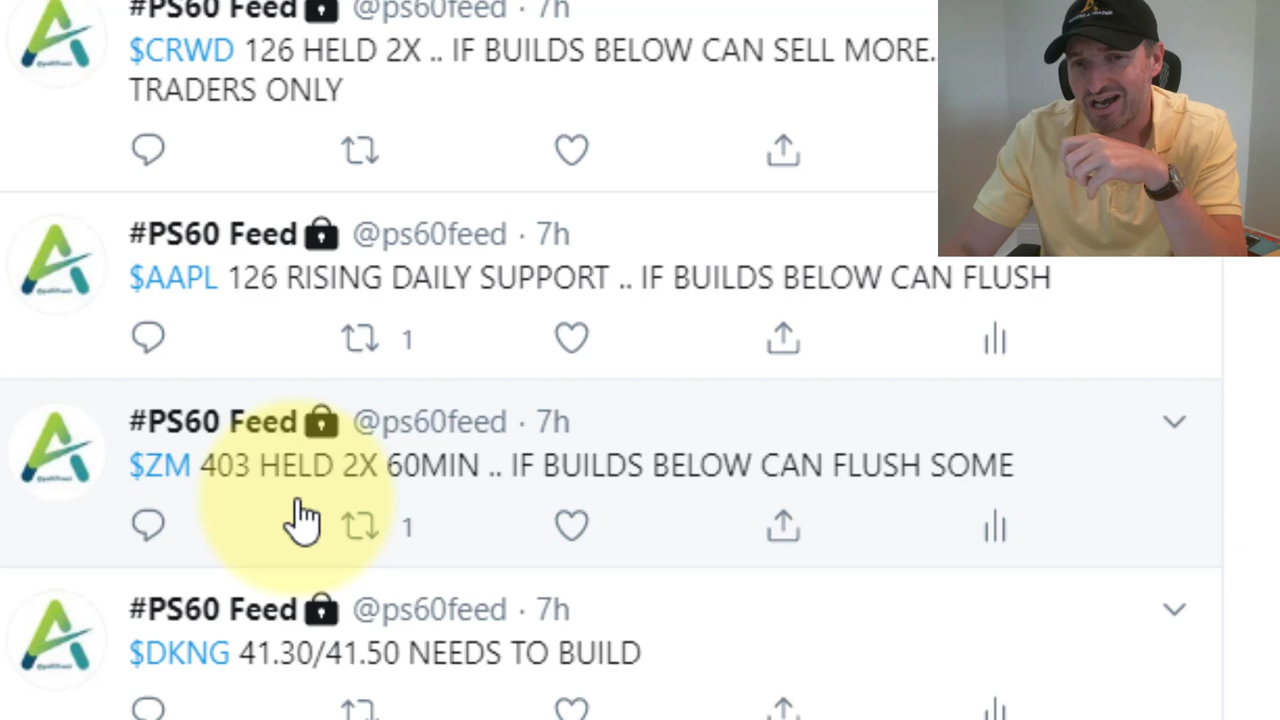 #PS60 Feed @ps60feed · 7h
$CRWD 126 HELD 2X .. IF BUILDS BELOW CAN SELL MORE.
TRADERS ONLY
#PS60 Feed @ps60feed · 7h
$AAPL 126 RISING DAILY SUPPORT .. IF BUILDS BELOW CAN FLUSH
1
#PS60 Feed @ps60feed · 7h
$ZM 403 HELD 2X 60MIN .. IF BUILDS BELOW CAN FLUSH SOME
1
#PS60 Feed @ps60feed · 7h
$DKNG 41.30/41.50 NEEDS TO BUILD